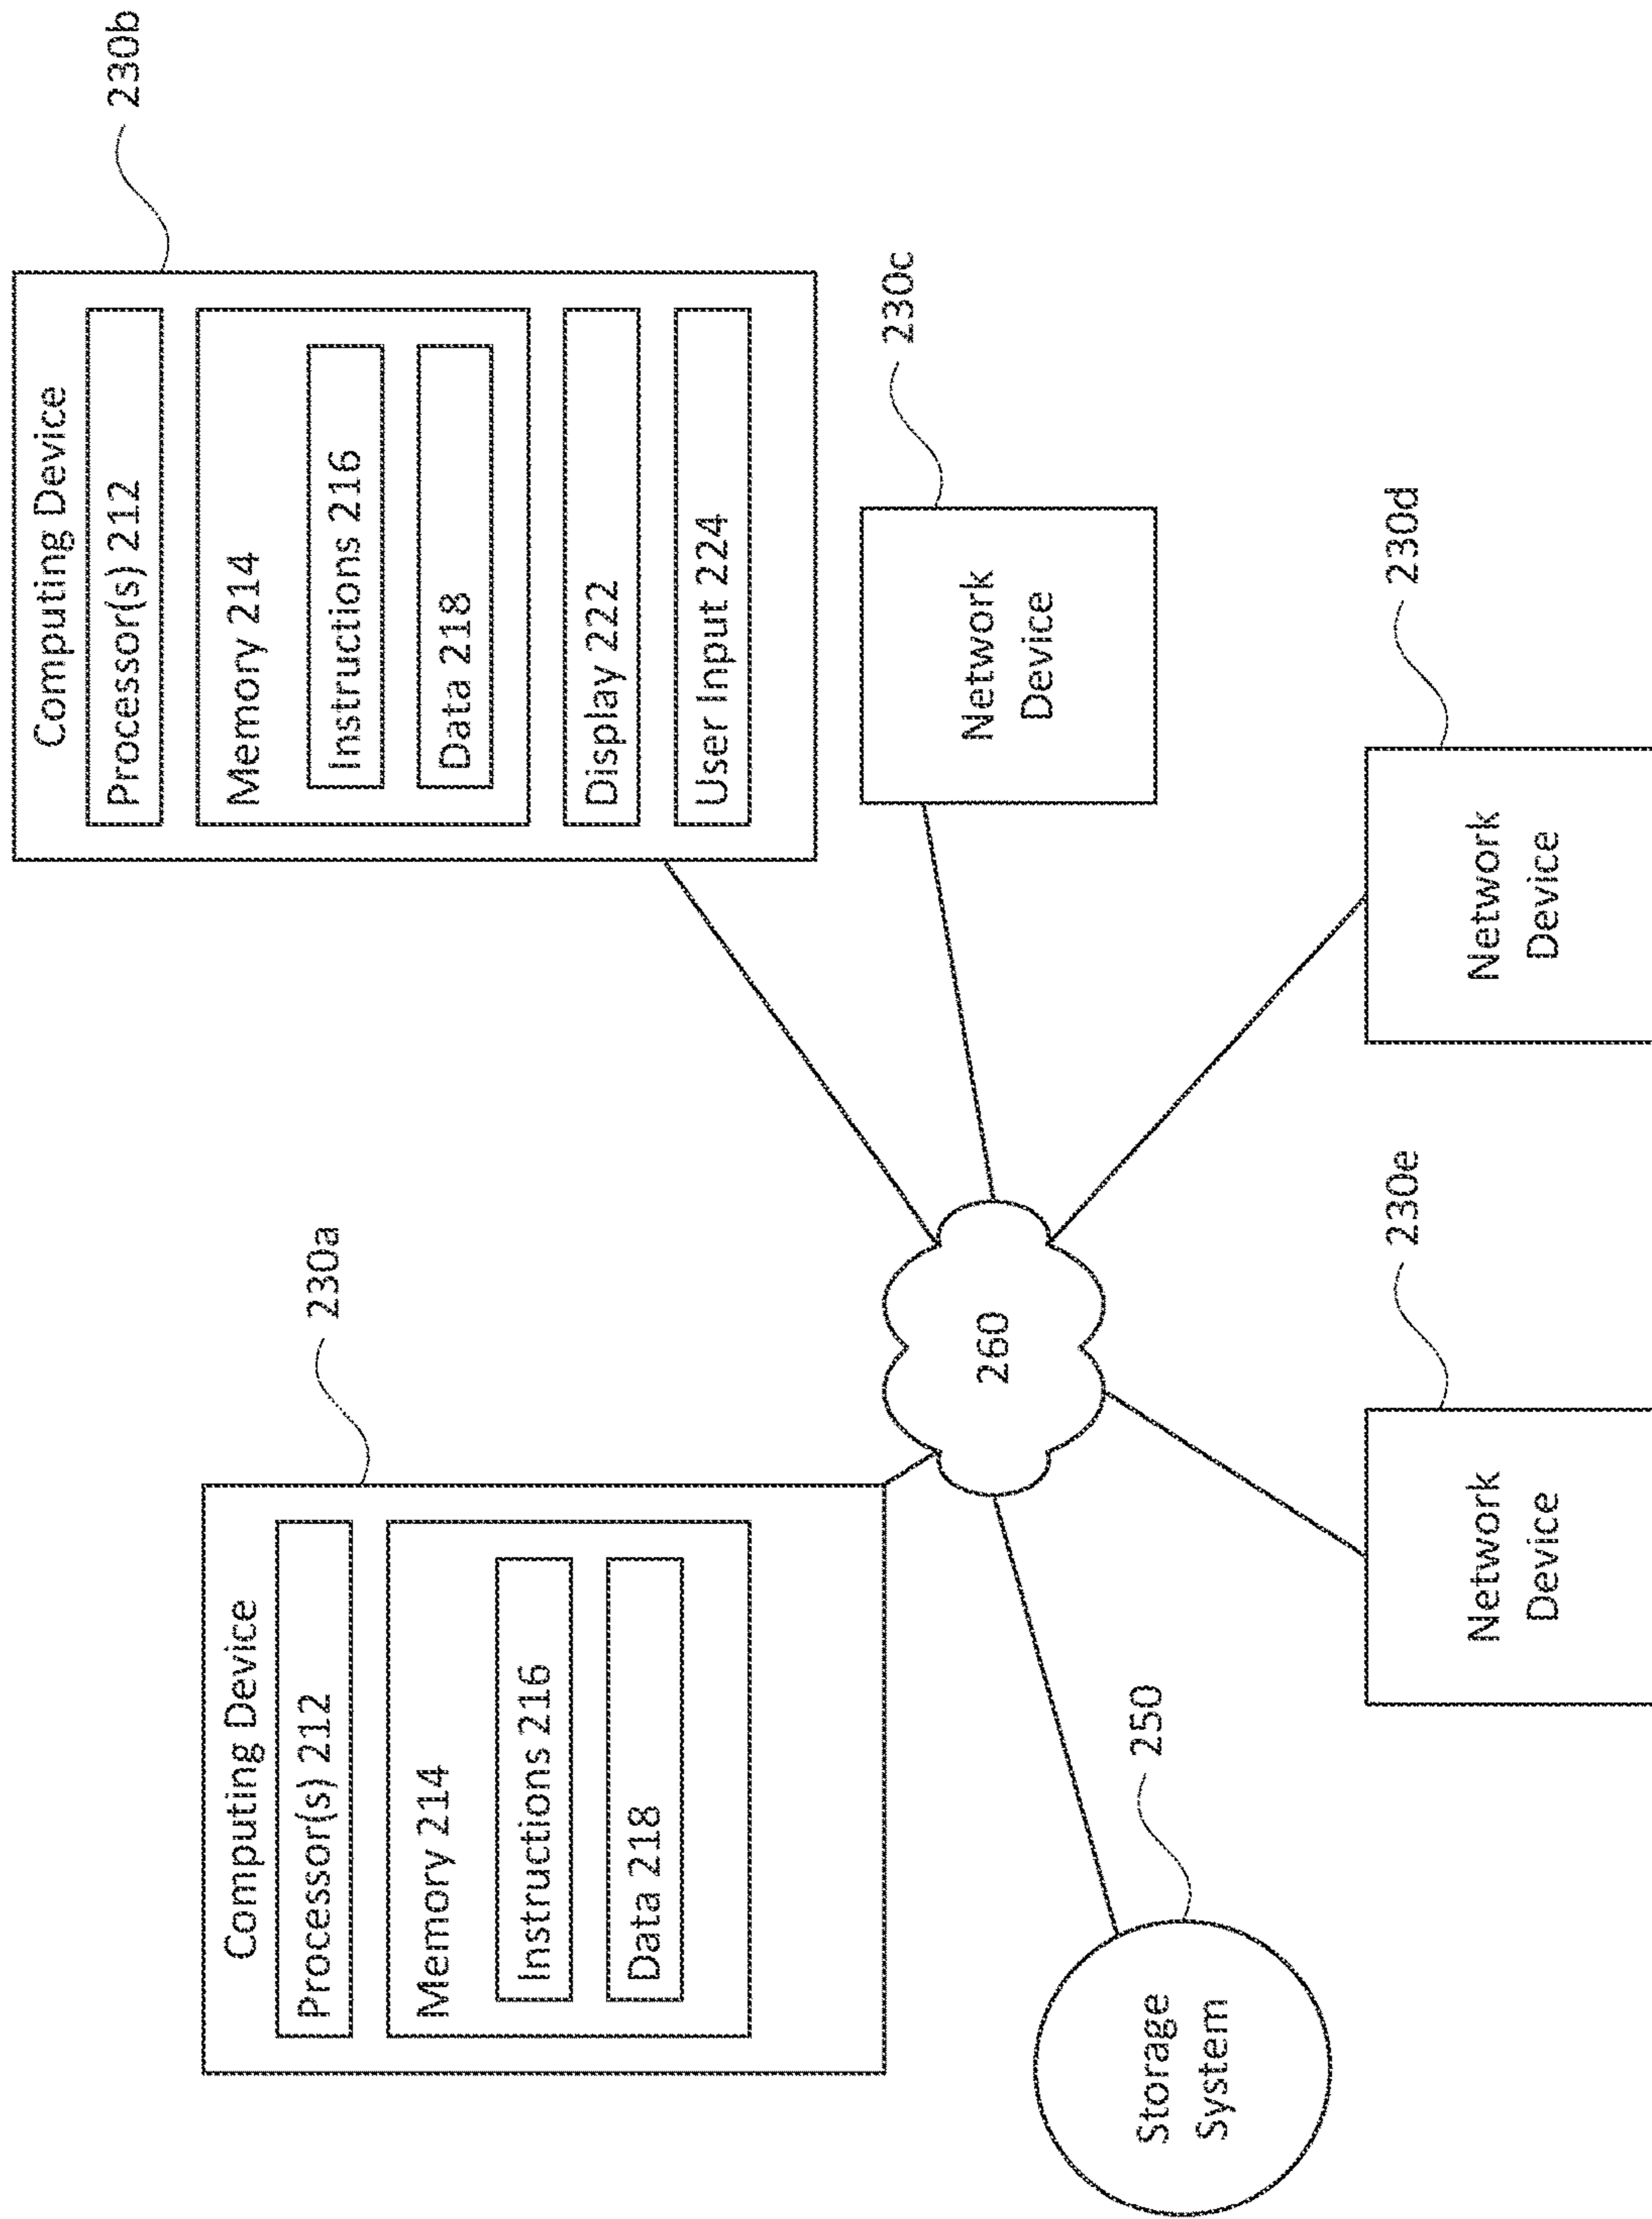 230a
Computing Device
Processor(s) 212
Memory 214
Instructions 216
Data 218
230b
Computing Device
Processor(s) 212
Memory 214
Instructions 216
Data 218
Display 222
User Input 224
230c
Network
Device
260
250
Storage
System
230e
Network
Device
230d
Network
Device